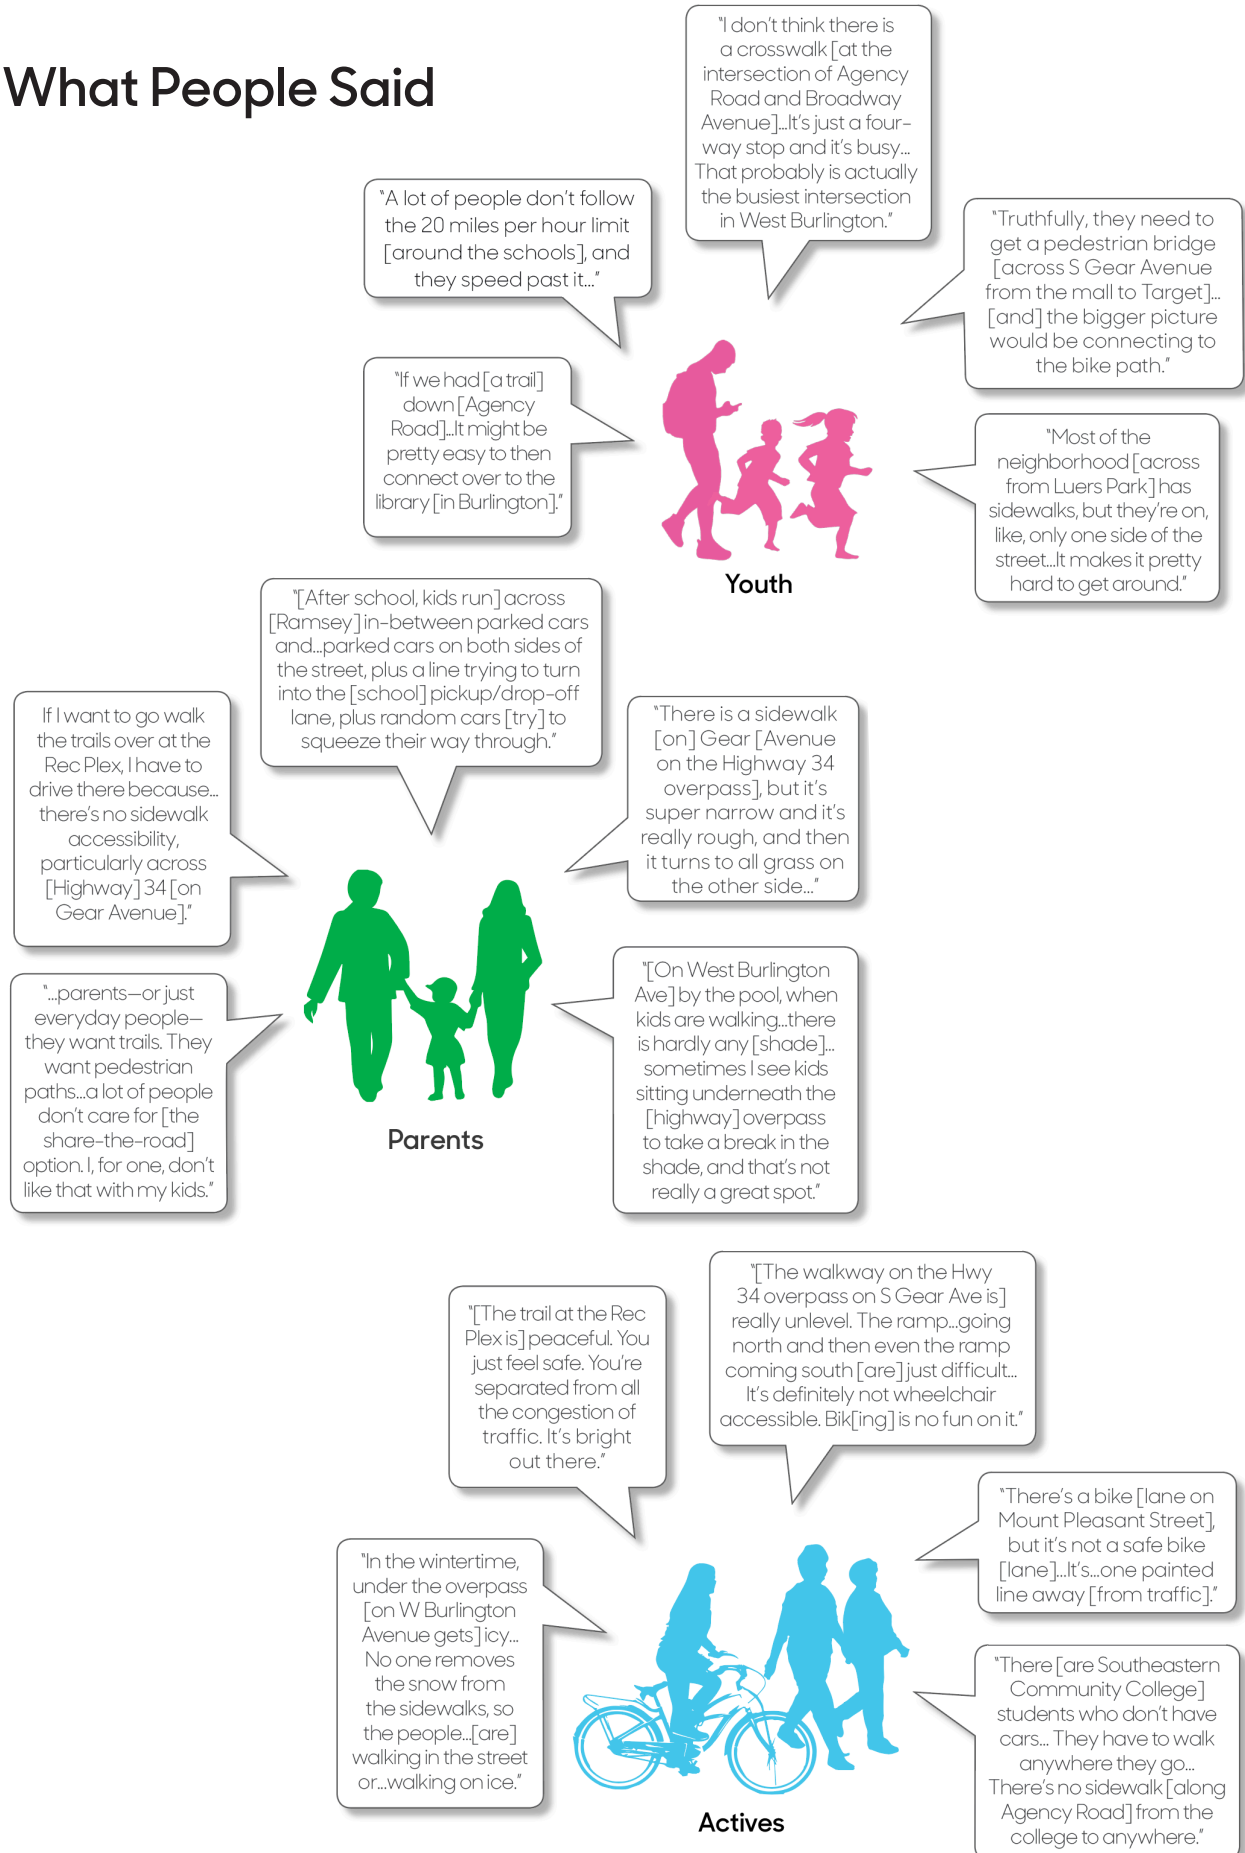 What People Said
“I don’t think there is
a crosswalk [at the
intersection of Agency
Road and Broadway
Avenue]...It’s just a four-
way stop and it’s busy...
That probably is actually
the busiest intersection
in West Burlington.”
“A lot of people don’t follow
the 20 miles per hour limit
[around the schools], and
they speed past it...”
“Truthfully, they need to
get a pedestrian bridge
[across S Gear Avenue
from the mall to Target]...
[and] the bigger picture
would be connecting to
the bike path.”
“If we had [a trail]
down [Agency
Road]...It might be
pretty easy to then
connect over to the
library [in Burlington].”
“Most of the
neighborhood [across
from Luers Park] has
sidewalks, but they’re on,
like, only one side of the
street...It makes it pretty
hard to get around.”
Youth
“[After school, kids run] across
[Ramsey] in-between parked cars
and...parked cars on both sides of
the street, plus a line trying to turn
into the [school] pickup/drop-off
lane, plus random cars [try] to
squeeze their way through.”
If I want to go walk
the trails over at the
Rec Plex, I have to
drive there because...
there’s no sidewalk
accessibility,
particularly across
[Highway] 34 [on
Gear Avenue].”
“There is a sidewalk
[on] Gear [Avenue
on the Highway 34
overpass], but it’s
super narrow and it’s
really rough, and then
it turns to all grass on
the other side...”
“...parents—or just
everyday people—
they want trails. They
want pedestrian
paths...a lot of people
don’t care for [the
share-the-road]
option. I, for one, don’t
like that with my kids.”
“[On West Burlington
Ave] by the pool, when
kids are walking...there
is hardly any [shade]...
sometimes I see kids
sitting underneath the
[highway] overpass
to take a break in the
shade, and that’s not
really a great spot.”
Parents
“[The trail at the Rec
Plex is] peaceful. You
just feel safe. You’re
separated from all
the congestion of
traffic. It’s bright
out there.”
“[The walkway on the Hwy
34 overpass on S Gear Ave is]
really unlevel. The ramp...going
north and then even the ramp
coming south [are] just difficult...
It’s definitely not wheelchair
accessible. Bik[ing] is no fun on it.”
“There’s a bike [lane on
Mount Pleasant Street],
but it’s not a safe bike
[lane]...It’s...one painted
line away [from traffic].”
“In the wintertime,
under the overpass
[on W Burlington
Avenue gets] icy...
No one removes
the snow from
the sidewalks, so
the people...[are]
walking in the street
or...walking on ice.”
“There [are Southeastern
Community College]
students who don’t have
cars... They have to walk
anywhere they go...
There’s no sidewalk [along
Agency Road] from the
college to anywhere.”
Actives